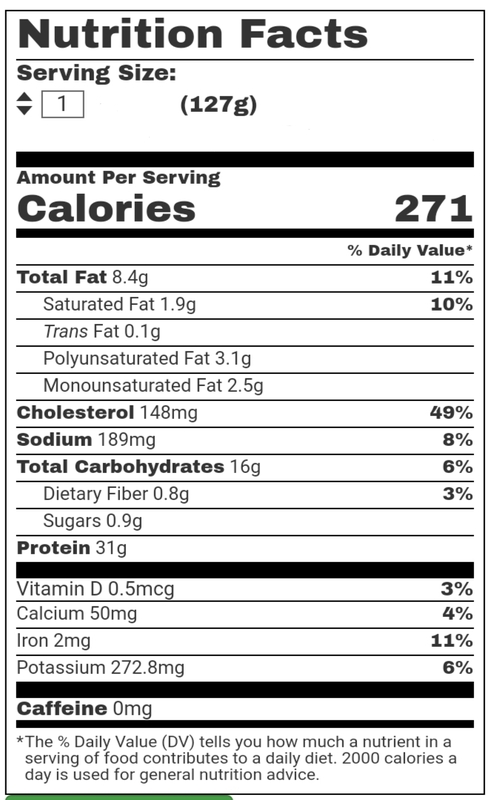 Nutrition Facts
Serving Size:
1 (127g)
Amount Per Serving
Calories 271
% Daily Value*
Total Fat 8.4g 11%
Saturated Fat 1.9g 10%
Trans Fat 0.1g
Polyunsaturated Fat 3.1g
Monounsaturated Fat 2.5g
Cholesterol 148mg 49%
Sodium 189mg 8%
Total Carbohydrates 16g 6%
Dietary Fiber 0.8g 3%
Sugars 0.9g
Protein 31g
Vitamin D 0.5mcg 3%
Calcium 50mg 4%
Iron 2mg 11%
Potassium 272.8mg 6%
Caffeine 0mg
*The % Daily Value (DV) tells you how much a nutrient in a
serving of food contributes to a daily diet. 2000 calories a
day is used for general nutrition advice.